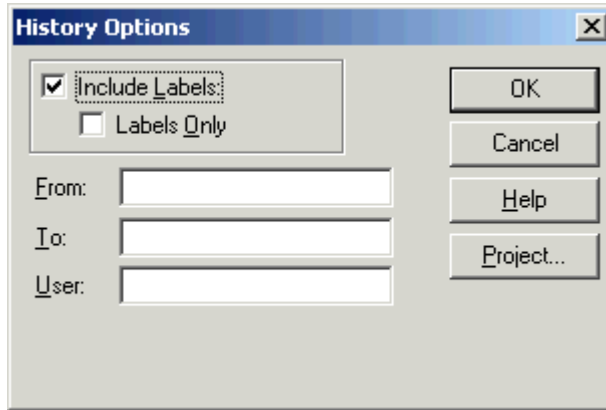 History Options
Include Labels:
Labels Only
From:
To:
User:
OK
Cancel
Help
Project...